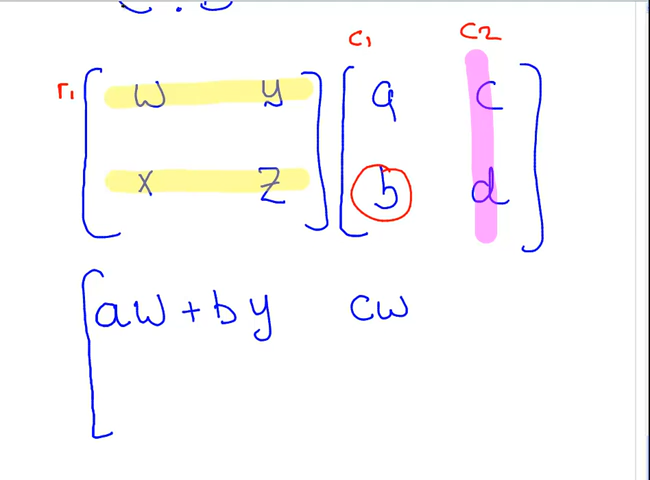 C1 C2
r1 [ w y ] [ a c ]
[ x z ] [ b d ]
[ aw + by cw